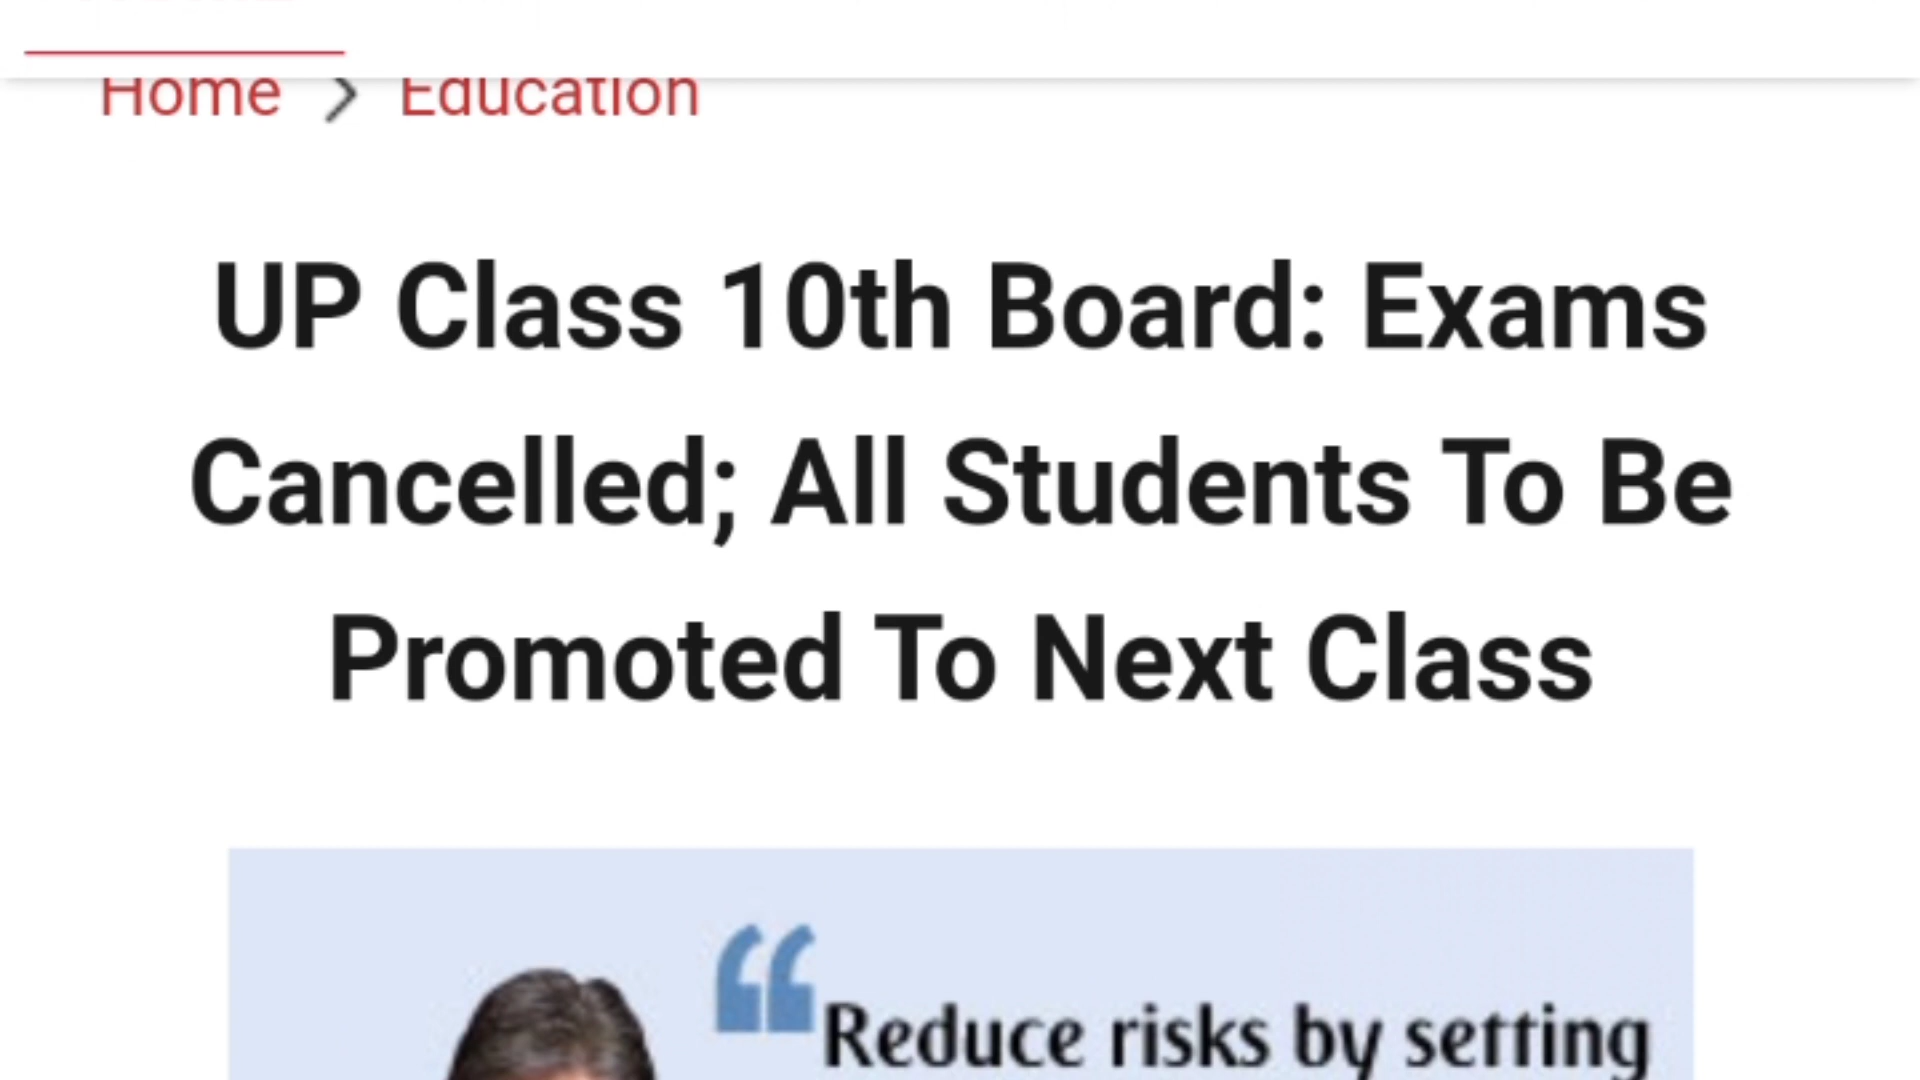 Home > Education
UP Class 10th Board: Exams
Cancelled; All Students To Be
Promoted To Next Class
“Reduce risks by setting